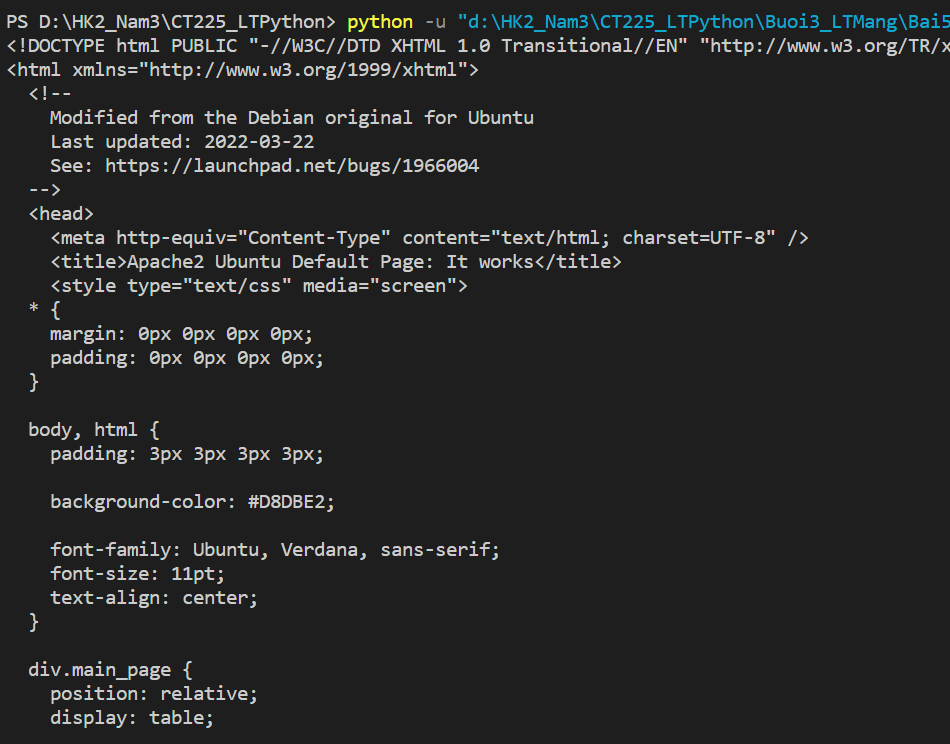 PS D:\HK2_Nam3\CT225_LTPython> python -u "d:\HK2_Nam3\CT225_LTPython\Buoi3_LTMang\Bai5
<!DOCTYPE html PUBLIC "-//W3C//DTD XHTML 1.0 Transitional//EN" "http://www.w3.org/TR/x
<html xmlns="http://www.w3.org/1999/xhtml">
  <!--
    Modified from the Debian original for Ubuntu
    Last updated: 2022-03-22
    See: https://launchpad.net/bugs/1966004
  -->
  <head>
    <meta http-equiv="Content-Type" content="text/html; charset=UTF-8" />
    <title>Apache2 Ubuntu Default Page: It works</title>
    <style type="text/css" media="screen">
  * {
    margin: 0px 0px 0px 0px;
    padding: 0px 0px 0px 0px;
  }

  body, html {
    padding: 3px 3px 3px 3px;

    background-color: #D8DBE2;

    font-family: Ubuntu, Verdana, sans-serif;
    font-size: 11pt;
    text-align: center;
  }

  div.main_page {
    position: relative;
    display: table;